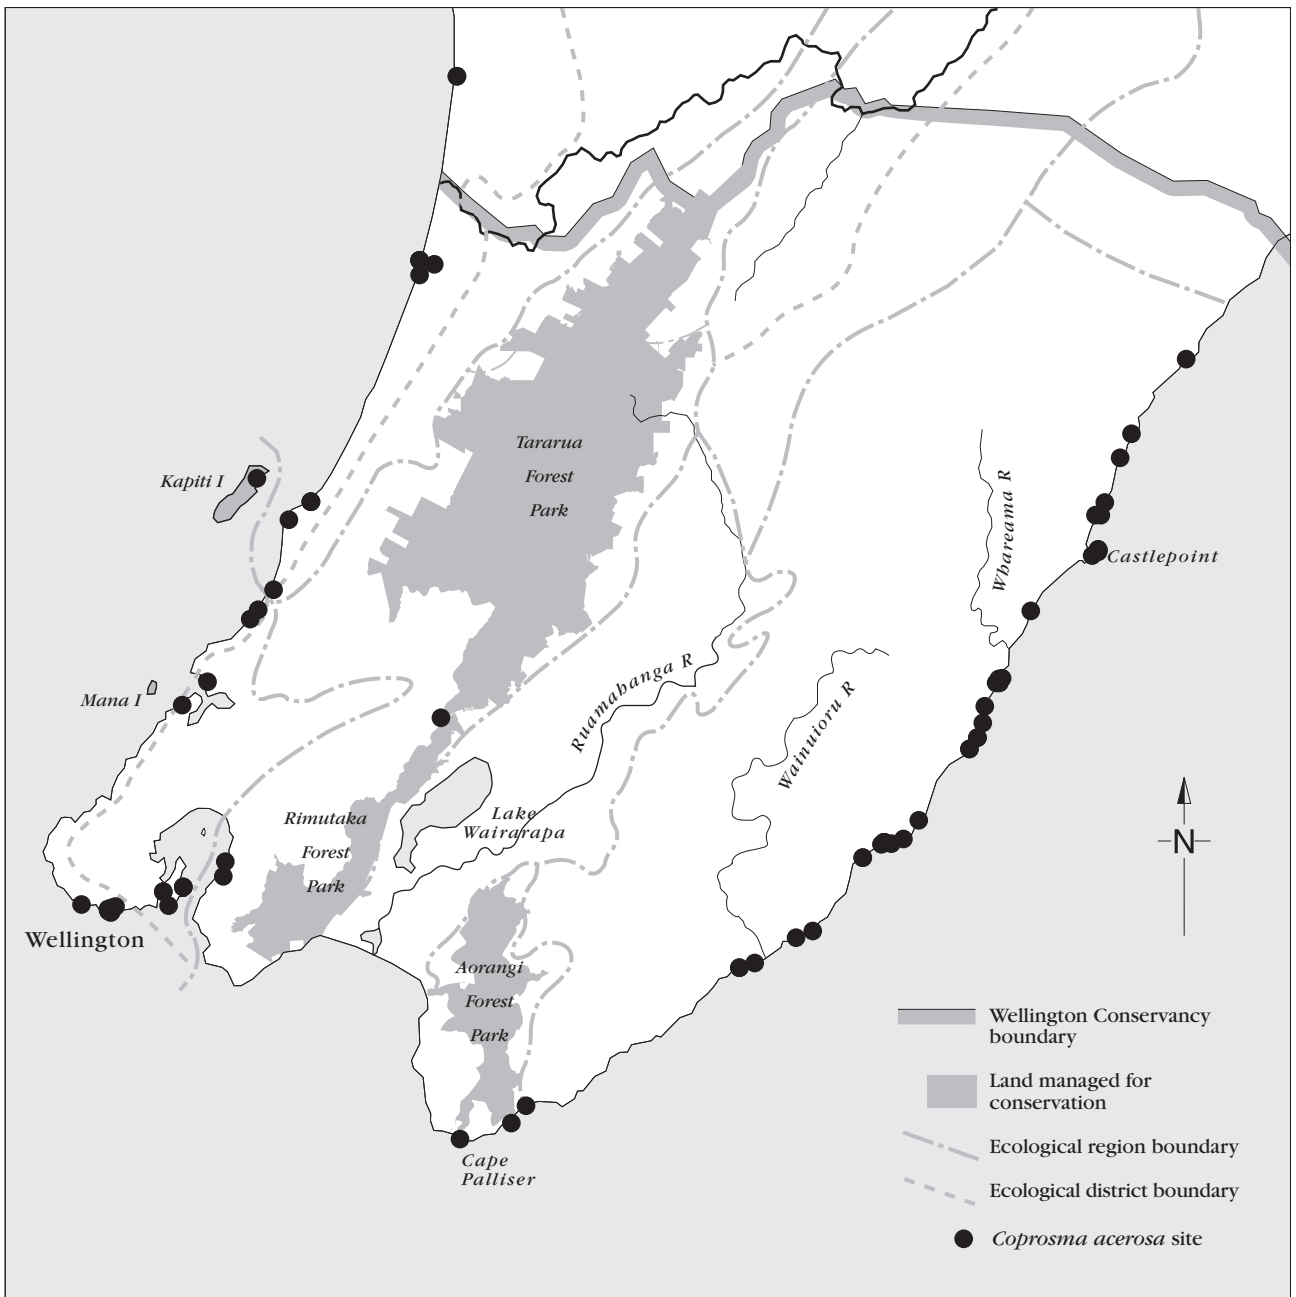 Tararua
Forest
Park
Kapiti I
Whareama R
Castlepoint
Mana I
Ruamahanga R
Wainuioru R
Rimutaka
Forest
Park
Lake
Wairarapa
N
Wellington
Aorangi
Forest
Park
Cape
Palliser
Wellington Conservancy
boundary
Land managed for
conservation
Ecological region boundary
Ecological district boundary
Coprosma acerosa site